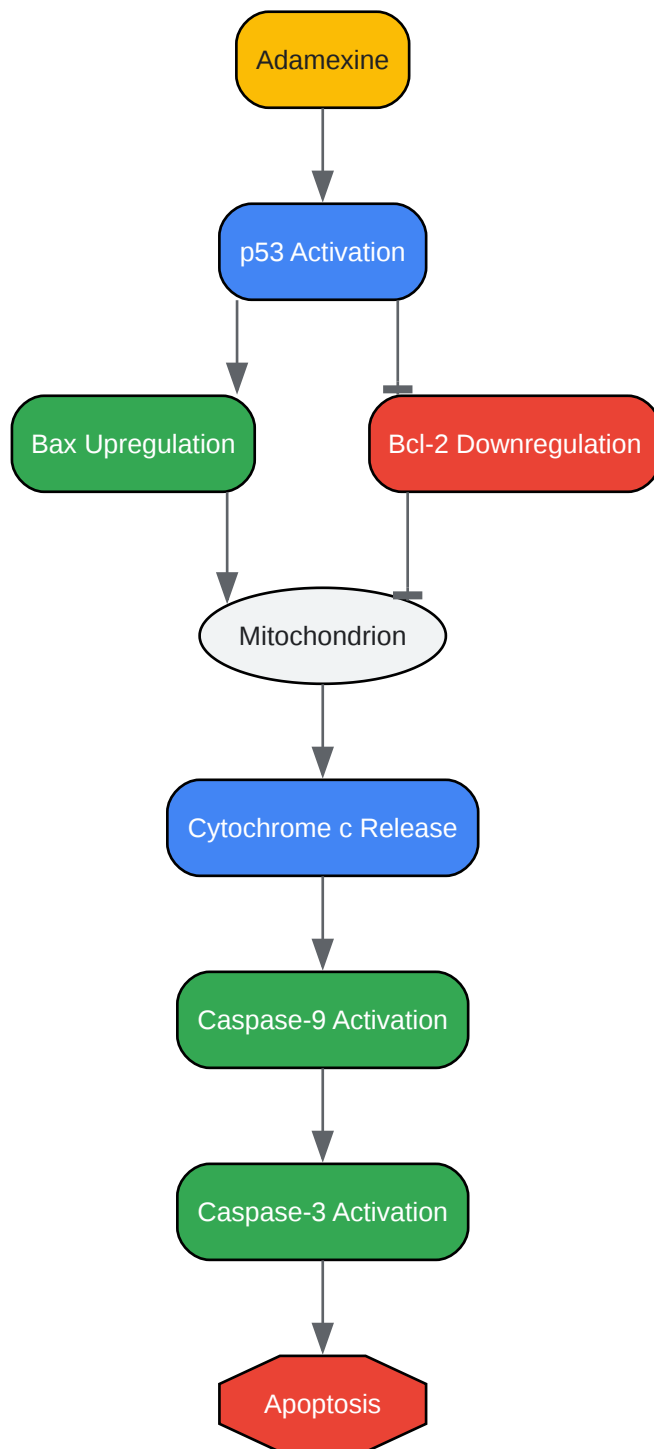 Adamexine
p53 Activation
Bax Upregulation
Bcl-2 Downregulation
Mitochondrion
Cytochrome c Release
Caspase-9 Activation
Caspase-3 Activation
Apoptosis